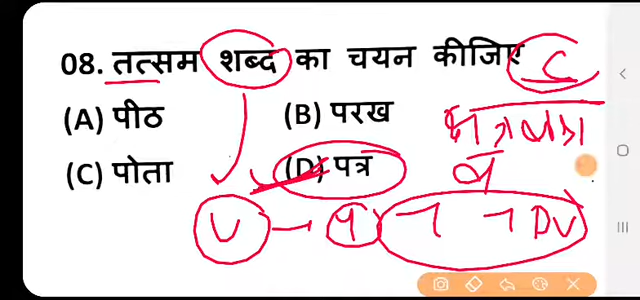 08. तत्सम शब्द का चयन कीजिए C
(A) पीठ (B) परख
(C) पोता (D) पत्र